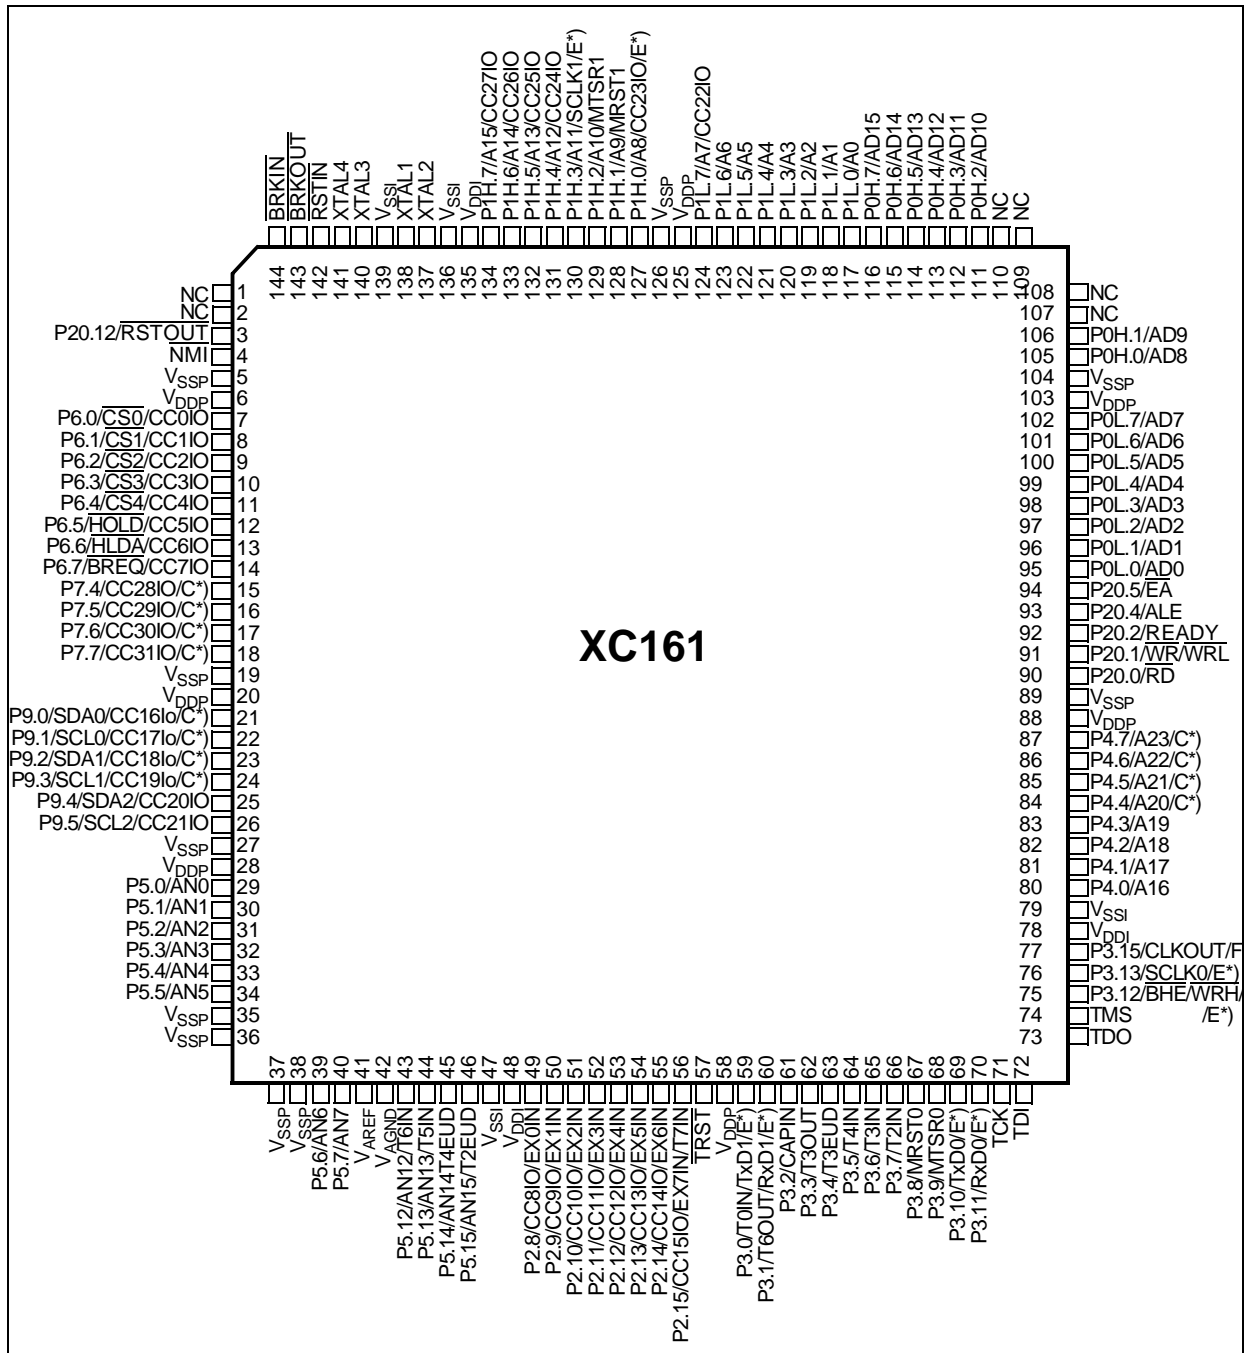 BRKIN
BRKOUT
RSTIN
XTAL4
XTAL3
VSSI
XTAL1
XTAL2
VSSI
VDDI
P1H.7/A15/CC27IO
P1H.6/A14/CC26IO
P1H.5/A13/CC25IO
P1H.4/A12/CC24IO
P1H.3/A11/SCLK1/E*)
P1H.2/A10/MTSR1
P1H.1/A9/MRST1
P1H.0/A8/CC23IO/E*)
VSSP
VDDP
P1L.7/A7/CC22IO
P1L.6/A6
P1L.5/A5
P1L.4/A4
P1L.3/A3
P1L.2/A2
P1L.1/A1
P1L.0/A0
P0H.7/AD15
P0H.6/AD14
P0H.5/AD13
P0H.4/AD12
P0H.3/AD11
P0H.2/AD10
NC
NC
144
143
142
141
140
139
138
137
136
135
134
133
132
131
130
129
128
127
126
125
124
123
122
121
120
119
118
117
116
115
114
113
112
111
110
109
NC 1
NC 2
P20.12/RSTOUT 3
NMI 4
VSSP 5
VDDP 6
P6.0/CS0/CC0IO 7
P6.1/CS1/CC1IO 8
P6.2/CS2/CC2IO 9
P6.3/CS3/CC3IO 10
P6.4/CS4/CC4IO 11
P6.5/HOLD/CC5IO 12
P6.6/HLDA/CC6IO 13
P6.7/BREQ/CC7IO 14
P7.4/CC28IO/C*) 15
P7.5/CC29IO/C*) 16
P7.6/CC30IO/C*) 17
P7.7/CC31IO/C*) 18
VSSP 19
VDDP 20
P9.0/SDA0/CC16Io/C*) 21
P9.1/SCL0/CC17Io/C*) 22
P9.2/SDA1/CC18Io/C*) 23
P9.3/SCL1/CC19Io/C*) 24
P9.4/SDA2/CC20IO 25
P9.5/SCL2/CC21IO 26
VSSP 27
VDDP 28
P5.0/AN0 29
P5.1/AN1 30
P5.2/AN2 31
P5.3/AN3 32
P5.4/AN4 33
P5.5/AN5 34
VSSP 35
VSSP 36
XC161
108 NC
107 NC
106 P0H.1/AD9
105 P0H.0/AD8
104 VSSP
103 VDDP
102 P0L.7/AD7
101 P0L.6/AD6
100 P0L.5/AD5
99 P0L.4/AD4
98 P0L.3/AD3
97 P0L.2/AD2
96 P0L.1/AD1
95 P0L.0/AD0
94 P20.5/EA
93 P20.4/ALE
92 P20.2/READY
91 P20.1/WR/WRL
90 P20.0/RD
89 VSSP
88 VDDP
87 P4.7/A23/C*)
86 P4.6/A22/C*)
85 P4.5/A21/C*)
84 P4.4/A20/C*)
83 P4.3/A19
82 P4.2/A18
81 P4.1/A17
80 P4.0/A16
79 VSSI
78 VDDI
77 P3.15/CLKOUT/F
76 P3.13/SCLK0/E*)
75 P3.12/BHE/WRH/
74 TMS /E*)
73 TDO
37
38
39
40
41
42
43
44
45
46
47
48
49
50
51
52
53
54
55
56
57
58
59
60
61
62
63
64
65
66
67
68
69
70
71
72
VSSP
VSSP
P5.6/AN6
P5.7/AN7
VAREF
VAGND
P5.12/AN12/T6IN
P5.13/AN13/T5IN
P5.14/AN14T4EUD
P5.15/AN15/T2EUD
VSSI
VDDI
P2.8/CC8IO/EX0IN
P2.9/CC9IO/EX1IN
P2.10/CC10IO/EX2IN
P2.11/CC11IO/EX3IN
P2.12/CC12IO/EX4IN
P2.13/CC13IO/EX5IN
P2.14/CC14IO/EX6IN
P2.15/CC15IO/EX7IN/T7IN
TRST
VDDP
P3.0/T0IN/TxD1/E*)
P3.1/T6OUT/RxD1/E*)
P3.2/CAPIN
P3.3/T3OUT
P3.4/T3EUD
P3.5/T4IN
P3.6/T3IN
P3.7/T2IN
P3.8/MRST0
P3.9/MTSR0
P3.10/TxD0/E*)
P3.11/RxD0/E*)
TCK
TDI